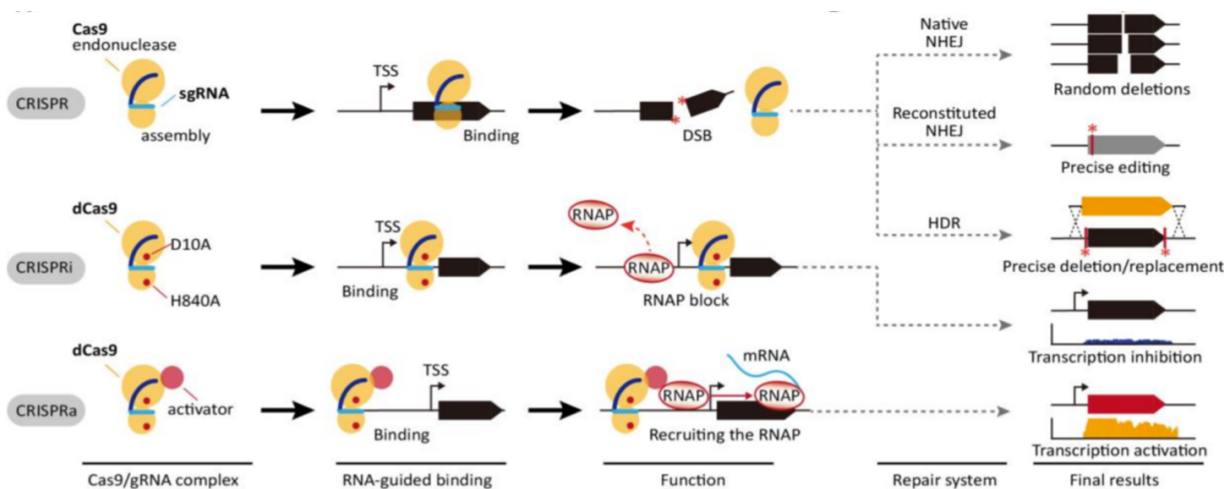 Cas9
endonuclease
CRISPR
sgRNA
assembly
TSS
Binding
*
*
DSB
Native
NHEJ
Random deletions
Reconstituted
NHEJ
*
Precise editing
HDR
*
*
Precise deletion/replacement
dCas9
D10A
CRISPRi
H840A
TSS
Binding
RNAP
RNAP
RNAP block
Transcription inhibition
dCas9
CRISPRa
activator
TSS
Binding
mRNA
RNAP
RNAP
Recruiting the RNAP
Transcription activation
Cas9/gRNA complex
RNA-guided binding
Function
Repair system
Final results